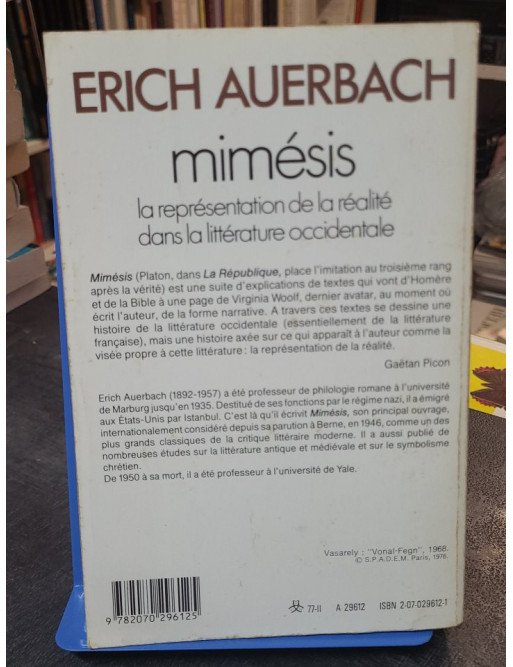 ERICH AUERBACH
mimésis
la représentation de la réalité
dans la littérature occidentale
Mimésis (Platon, dans La République, place l'imitation au troisième rang
après la vérité) est une suite d'explications de textes qui vont d'Homère
et de la Bible à une page de Virginia Woolf, dernier avatar, au moment où
écrit l'auteur, de la forme narrative. A travers ces textes se dessine une
histoire de la littérature occidentale (essentiellement de la littérature
française), mais une histoire axée sur ce qui apparaît à l'auteur comme la
visée propre à cette littérature : la représentation de la réalité.
Gaëtan Picon
Erich Auerbach (1892-1957) a été professeur de philologie romane à l'université
de Marburg jusqu'en 1935. Destitué de ses fonctions par le régime nazi, il a émigré
aux États-Unis par Istanbul. C'est là qu'il écrivit Mimésis, son principal ouvrage,
internationalement considéré depuis sa parution à Berne, en 1946, comme un des
plus grands classiques de la critique littéraire moderne. Il a aussi publié de
nombreuses études sur la littérature antique et médiévale et sur le symbolisme
chrétien.
De 1950 à sa mort, il a été professeur à l'université de Yale.
Vasarely : "Vonal-Fegn", 1968.
© S.P.A.D.E.M. Paris, 1976.
9 782070 296125
77-II A 29612 ISBN 2-07-029612-1